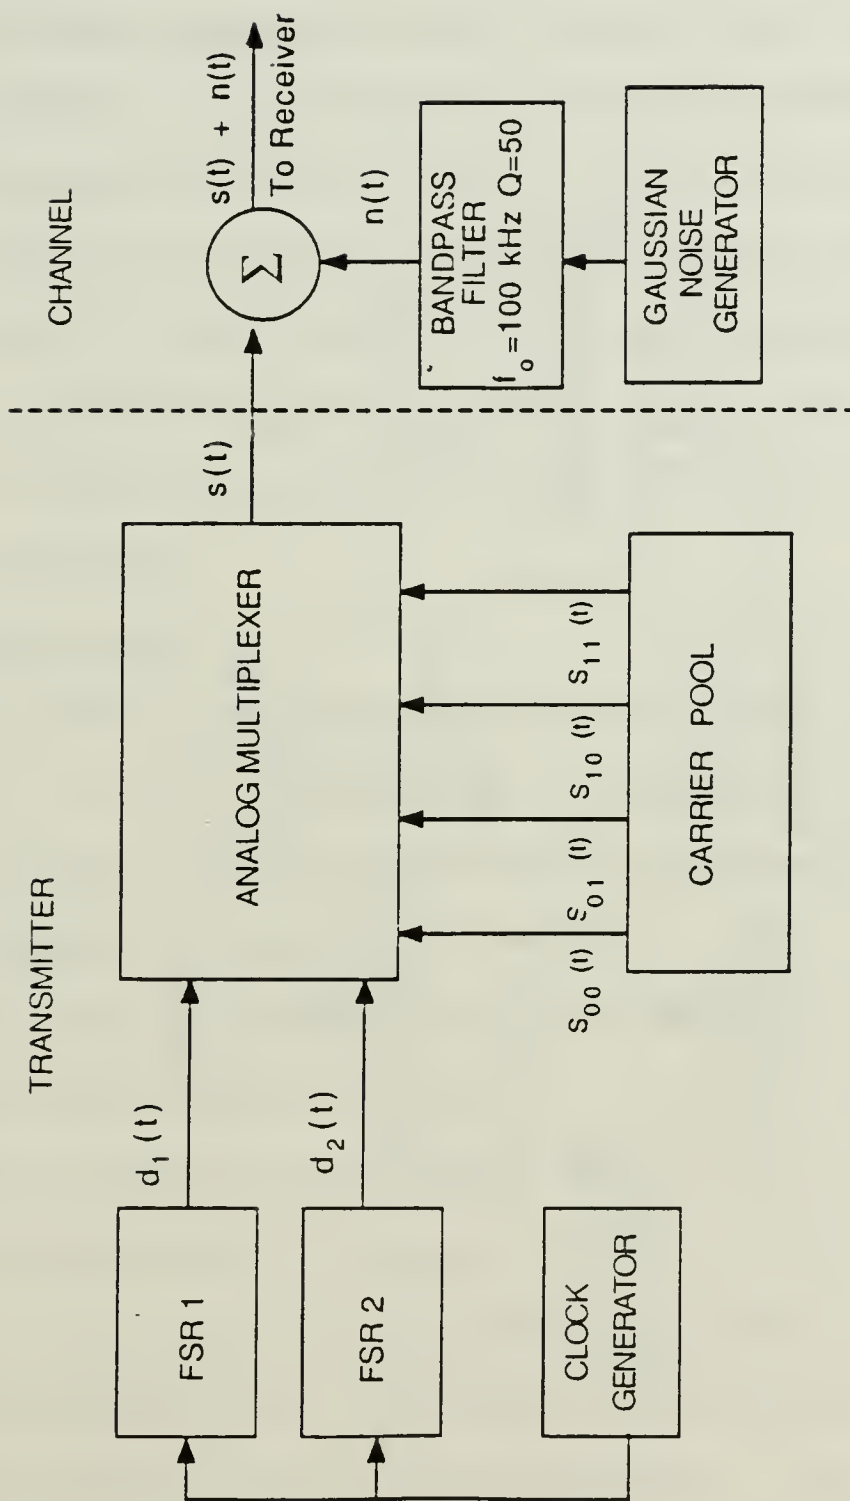 TRANSMITTER
CHANNEL
FSR 1
d1(t)
FSR 2
d2(t)
CLOCK
GENERATOR
ANALOG MULTIPLEXER
s(t)
Σ
s(t) + n(t)
To Receiver
n(t)
BANDPASS
FILTER
fo=100 kHz Q=50
GAUSSIAN
NOISE
GENERATOR
S00 (t)
S01 (t)
S10 (t)
S11 (t)
CARRIER POOL